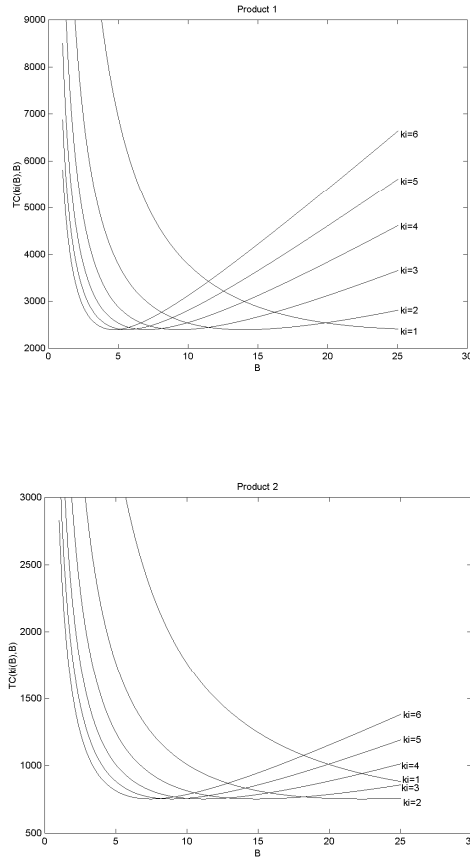 Product 1
9000
8000
7000
6000
5000
4000
3000
2000
TC(ki(B),B)
ki=6
ki=5
ki=4
ki=3
ki=2
ki=1
0 5 10 15 20 25 30
B
Product 2
3000
2500
2000
1500
1000
500
TC(ki(B),B)
ki=6
ki=5
ki=4
ki=1
ki=3
ki=2
0 5 10 15 20 25 30
B